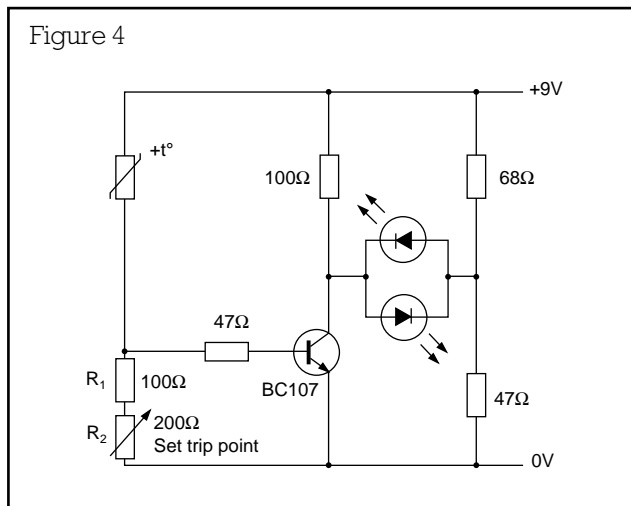 Figure 4
+9V
+t°
100Ω
68Ω
47Ω
R1
100Ω
BC107
47Ω
R2
200Ω
Set trip point
0V